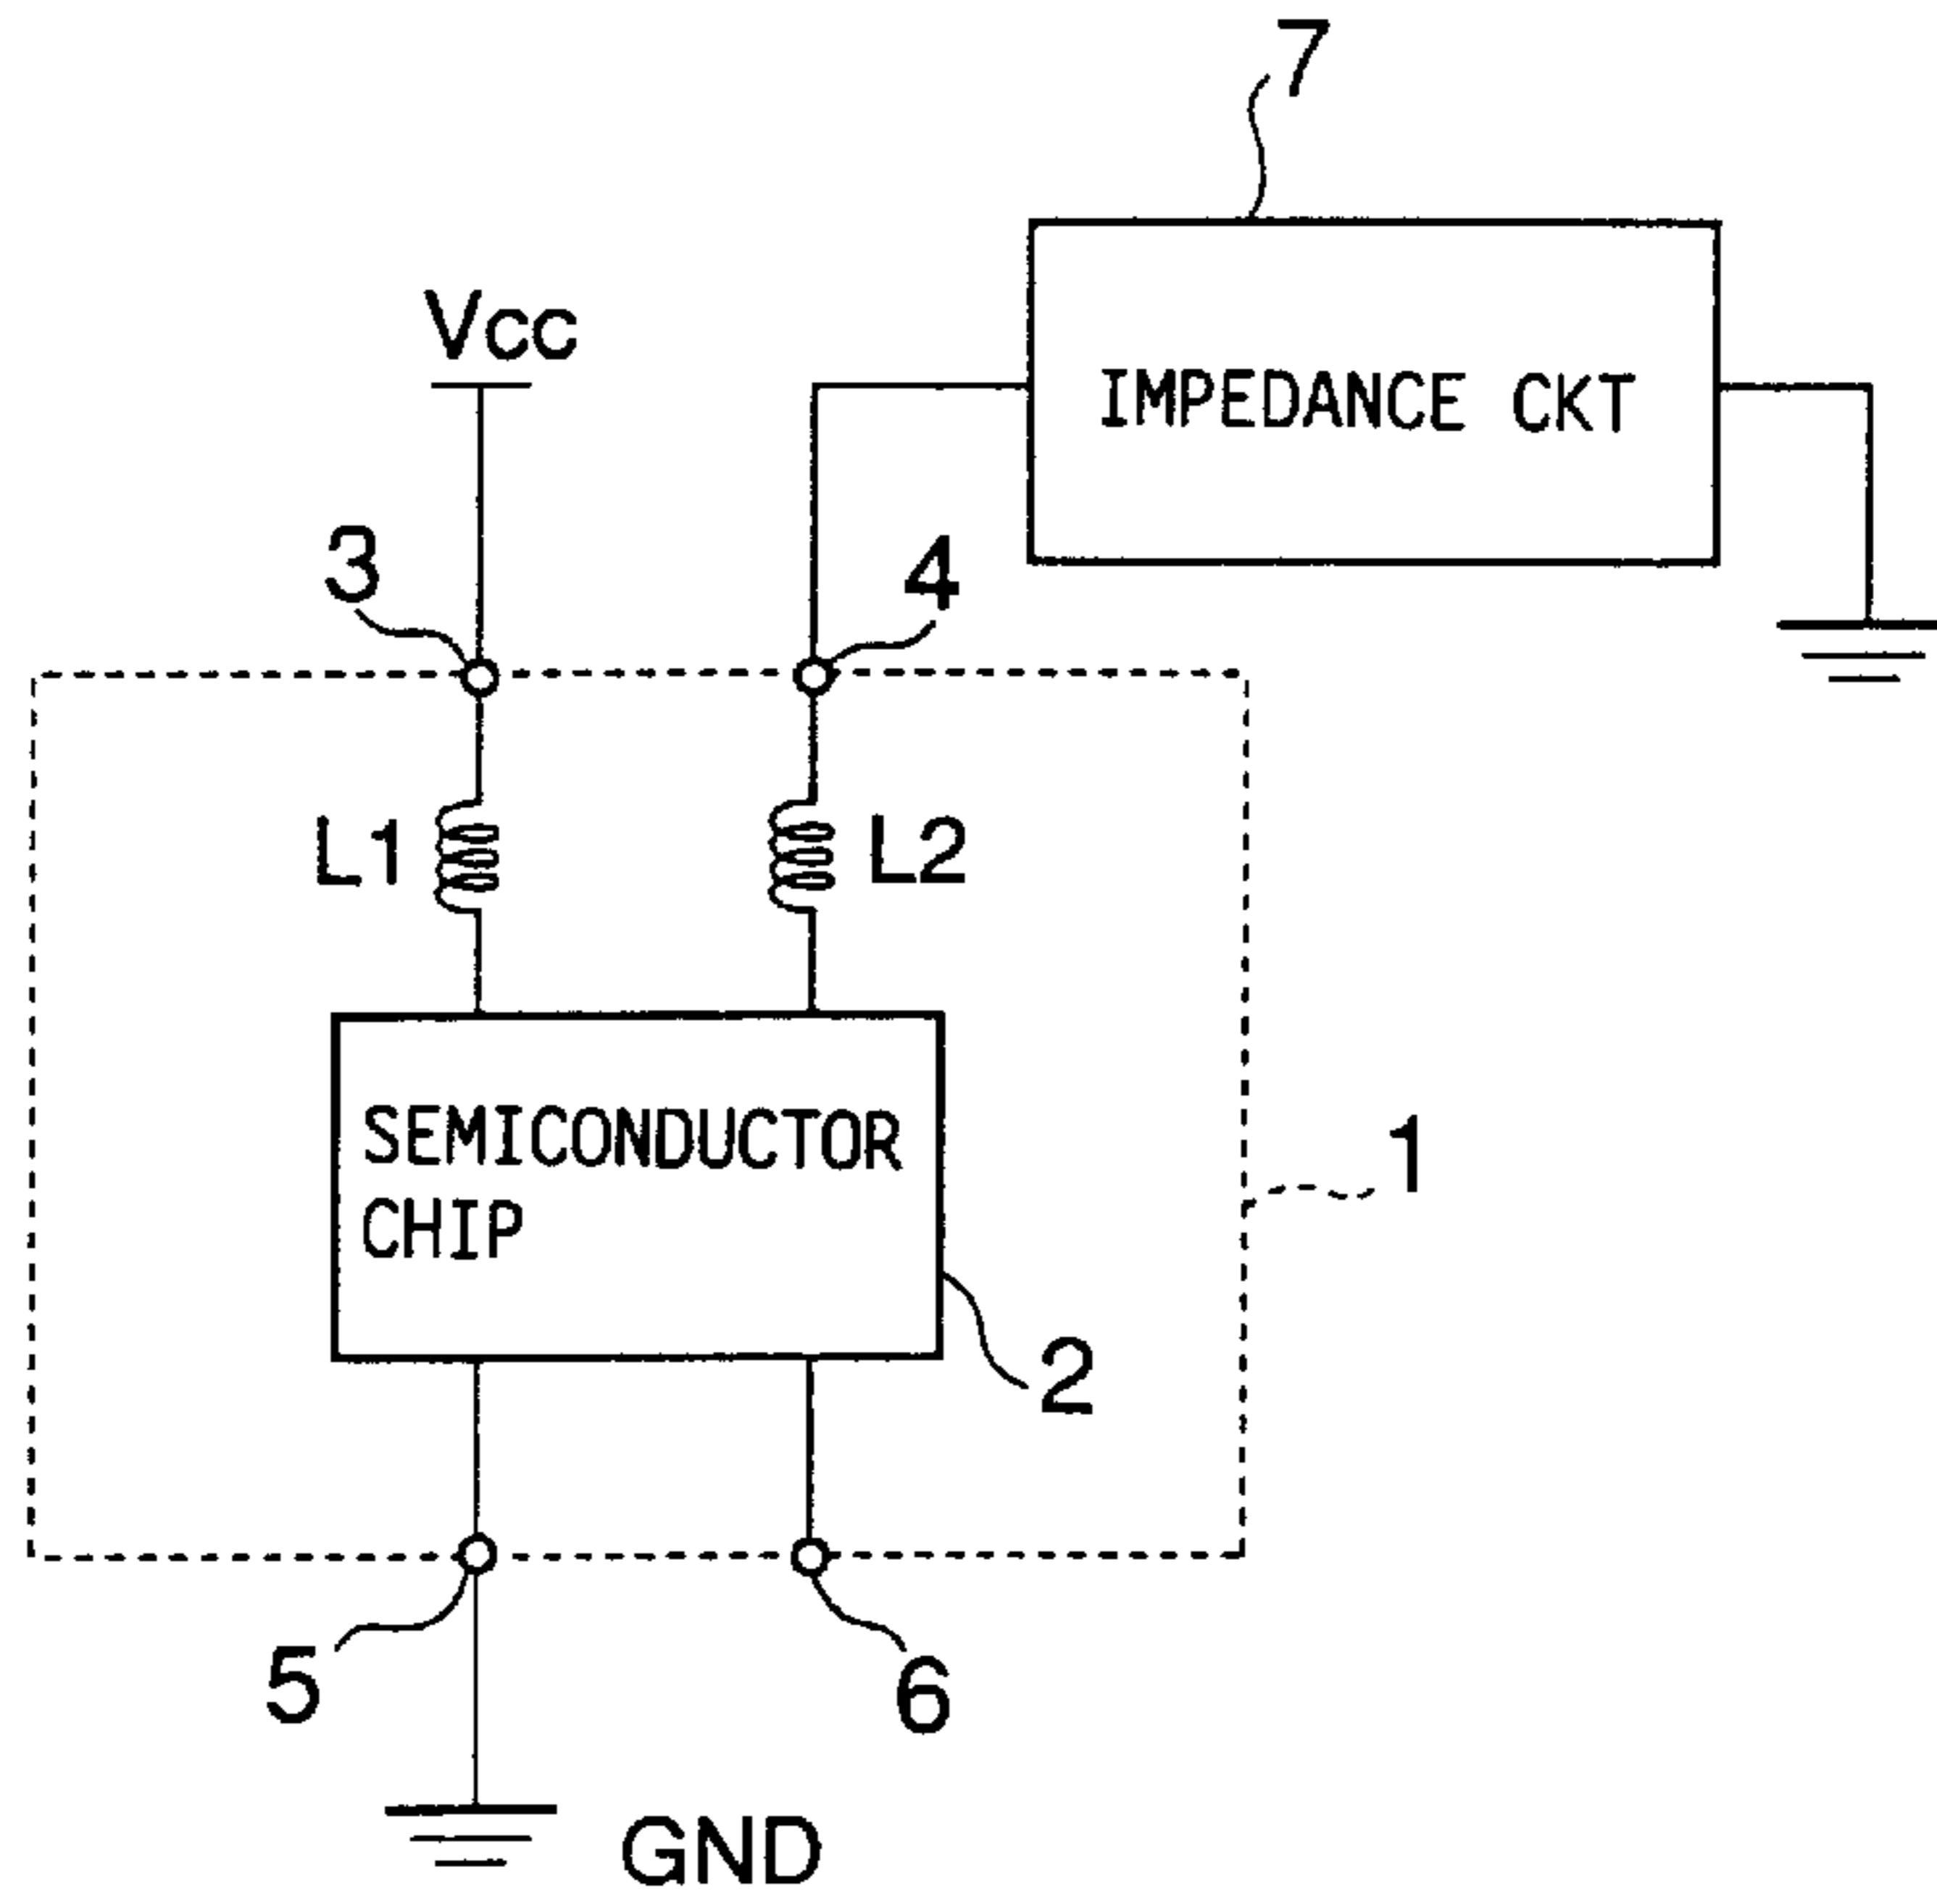 7
Vcc
IMPEDANCE CKT
3
4
L1
L2
SEMICONDUCTOR
CHIP
1
2
5
6
GND